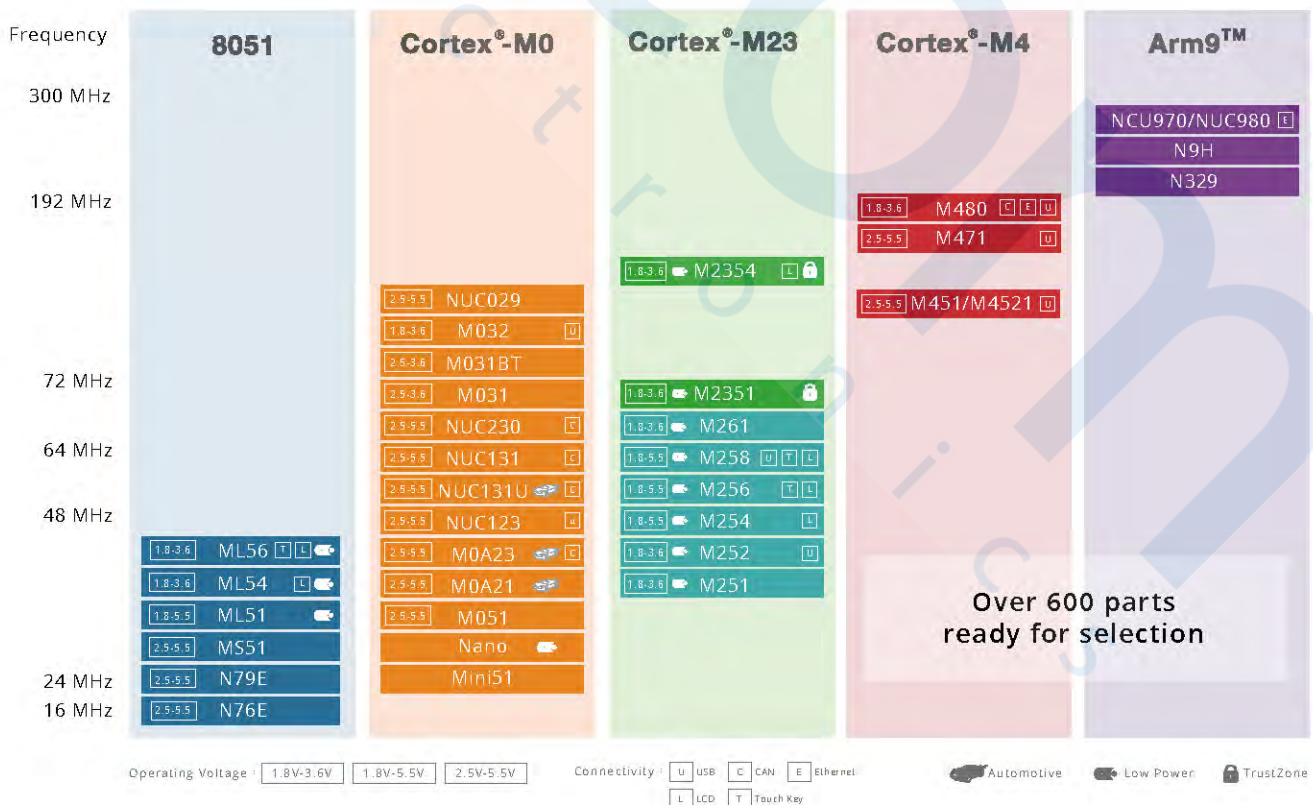 Frequency
8051
Cortex®-M0
Cortex®-M23
Cortex®-M4
Arm9™
300 MHz
192 MHz
72 MHz
64 MHz
48 MHz
24 MHz
16 MHz
1.8-3.6 ML56 T L
1.8-3.6 ML54 L
1.8-5.5 ML51
2.5-5.5 MS51
2.5-5.5 N79E
2.5-5.5 N76E
2.5-5.5 NUC029
1.8-3.6 M032 U
2.5-3.6 M031BT
2.5-3.6 M031
2.5-5.5 NUC230 C
2.5-5.5 NUC131 C
2.5-5.5 NUC131U C
2.5-5.5 NUC123 u
2.5-5.5 M0A23 C
2.5-5.5 M0A21
2.5-5.5 M051
Nano
Mini51
1.8-3.6 M2354 L
1.8-3.6 M2351
1.8-3.6 M261
1.8-5.5 M258 U T L
1.8-5.5 M256 T L
1.8-5.5 M254 L
1.8-3.6 M252 U
1.8-3.6 M251
1.8-3.6 M480 C E U
2.5-5.5 M471 U
2.5-5.5 M451/M4521 U
NCU970/NUC980 E
N9H
N329
Over 600 parts
ready for selection
Operating Voltage : 1.8V-3.6V 1.8V-5.5V 2.5V-5.5V
Connectivity : U USB C CAN E Ethernet
L LCD T Touch Key
Automotive Low Power TrustZone